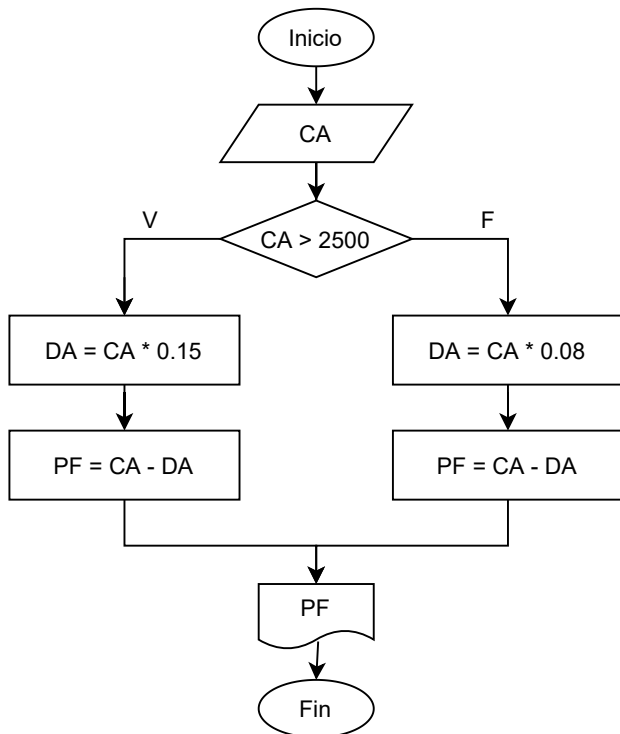 Inicio
CA
V
CA > 2500
F
DA = CA * 0.15
DA = CA * 0.08
PF = CA - DA
PF = CA - DA
PF
Fin